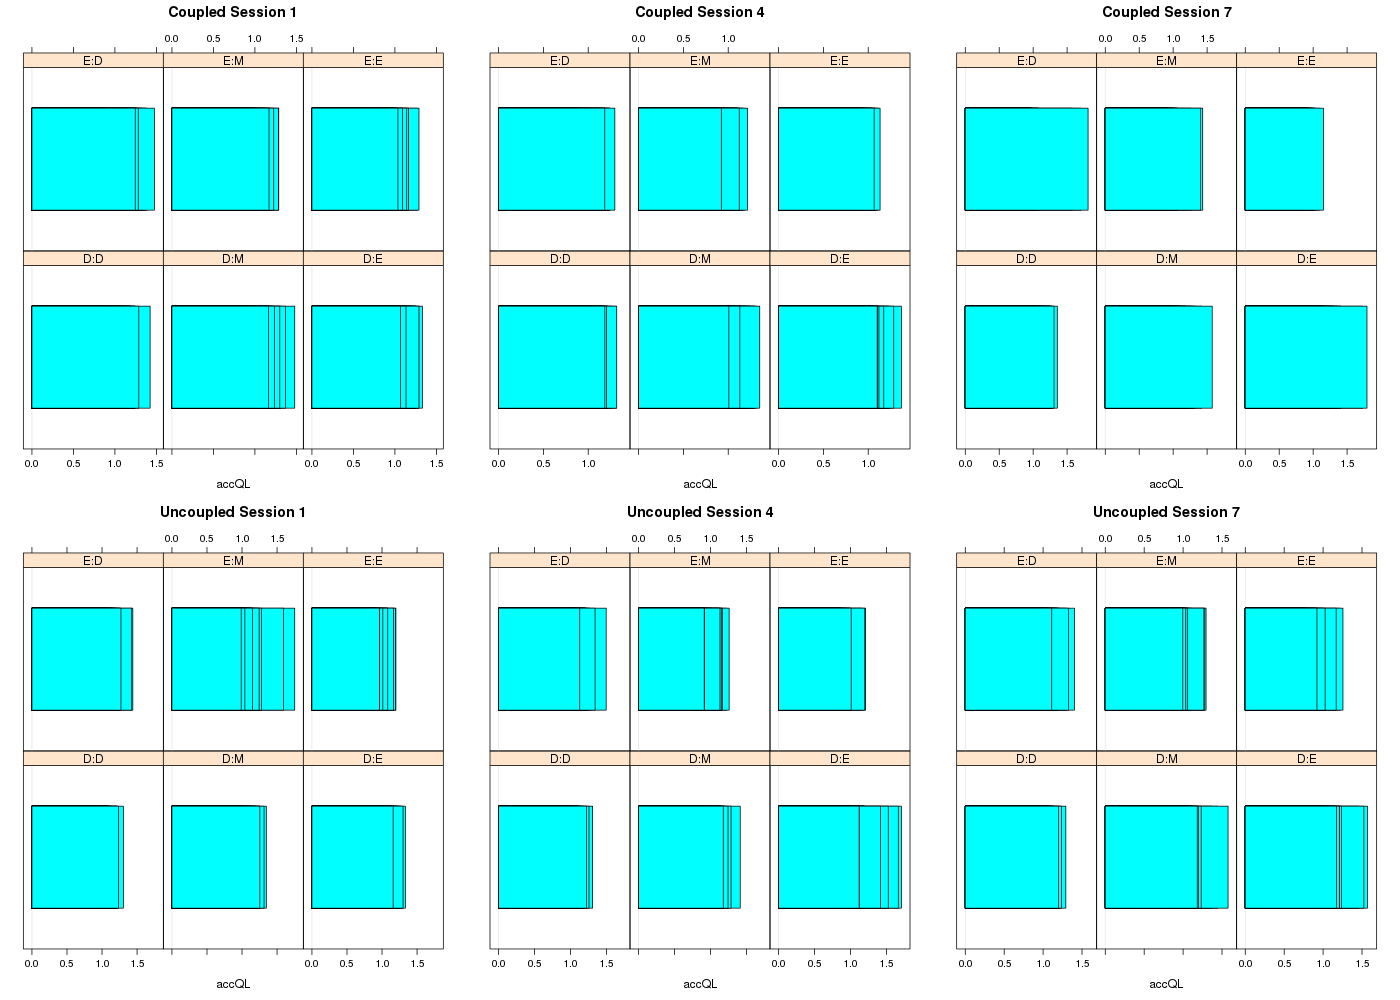 Coupled Session 1
0.0 0.5 1.0 1.5
E:D E:M E:E
D:D D:M D:E
0.0 0.5 1.0 1.5 0.0 0.5 1.0 1.5
accQL
Coupled Session 4
0.0 0.5 1.0
E:D E:M E:E
D:D D:M D:E
0.0 0.5 1.0 0.0 0.5 1.0
accQL
Coupled Session 7
0.0 0.5 1.0 1.5
E:D E:M E:E
D:D D:M D:E
0.0 0.5 1.0 1.5 0.0 0.5 1.0 1.5
accQL
Uncoupled Session 1
0.0 0.5 1.0 1.5
E:D E:M E:E
D:D D:M D:E
0.0 0.5 1.0 1.5 0.0 0.5 1.0 1.5
accQL
Uncoupled Session 4
0.0 0.5 1.0 1.5
E:D E:M E:E
D:D D:M D:E
0.0 0.5 1.0 1.5 0.0 0.5 1.0 1.5
accQL
Uncoupled Session 7
0.0 0.5 1.0 1.5
E:D E:M E:E
D:D D:M D:E
0.0 0.5 1.0 1.5 0.0 0.5 1.0 1.5
accQL